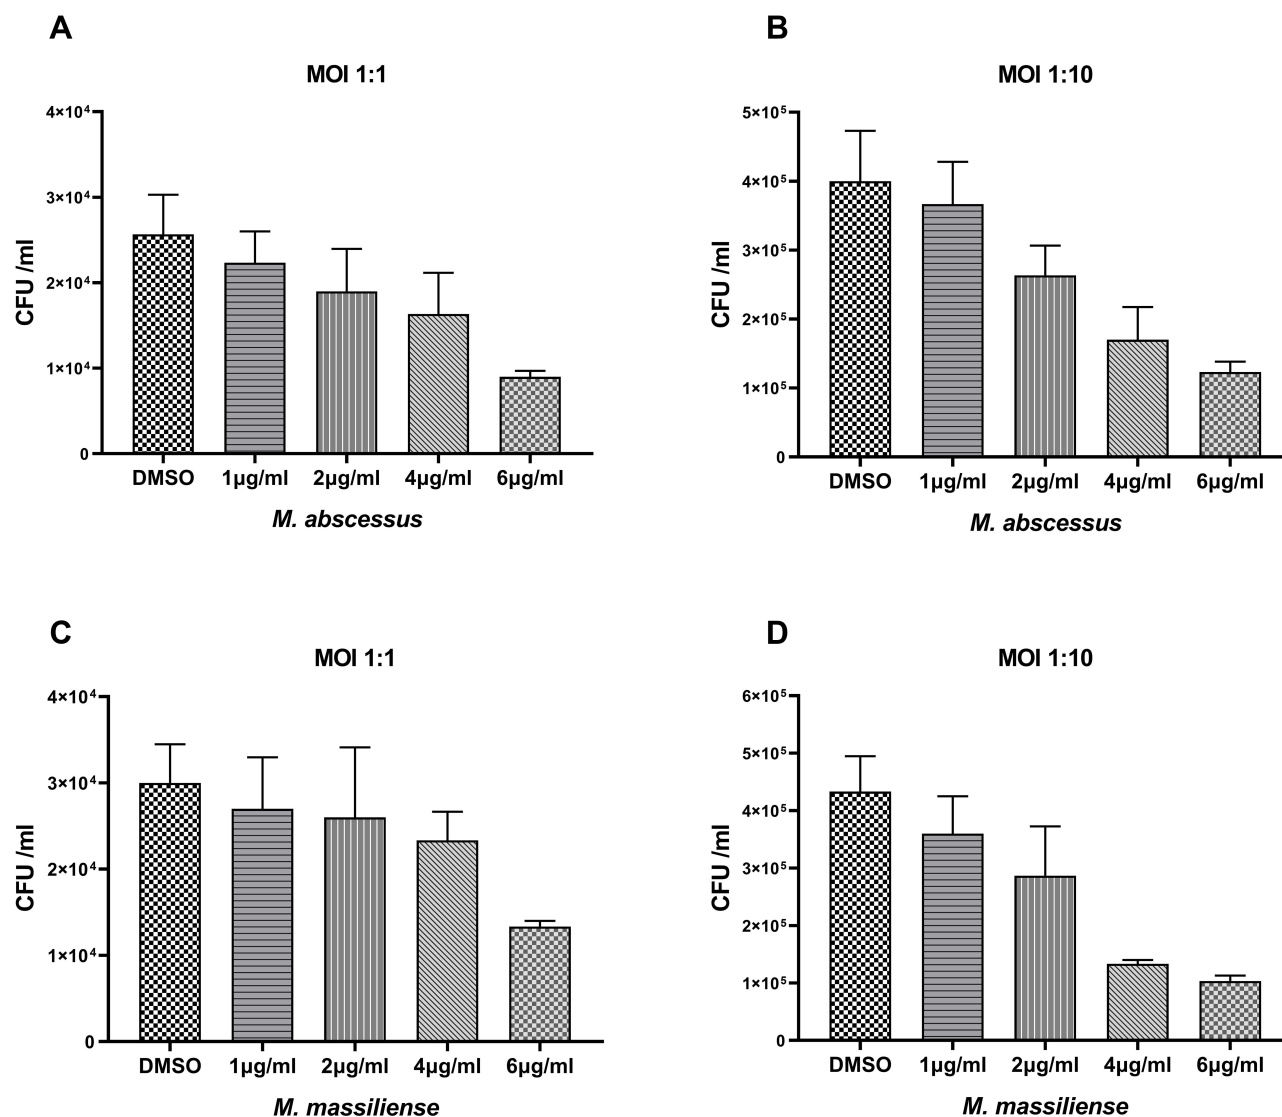 A
MOI 1:1
4×10⁴
3×10⁴
2×10⁴
1×10⁴
0
CFU /ml
DMSO 1µg/ml 2µg/ml 4µg/ml 6µg/ml
M. abscessus
B
MOI 1:10
5×10⁵
4×10⁵
3×10⁵
2×10⁵
1×10⁵
0
CFU /ml
DMSO 1µg/ml 2µg/ml 4µg/ml 6µg/ml
M. abscessus
C
MOI 1:1
4×10⁴
3×10⁴
2×10⁴
1×10⁴
0
CFU /ml
DMSO 1µg/ml 2µg/ml 4µg/ml 6µg/ml
M. massiliense
D
MOI 1:10
6×10⁵
5×10⁵
4×10⁵
3×10⁵
2×10⁵
1×10⁵
0
CFU /ml
DMSO 1µg/ml 2µg/ml 4µg/ml 6µg/ml
M. massiliense